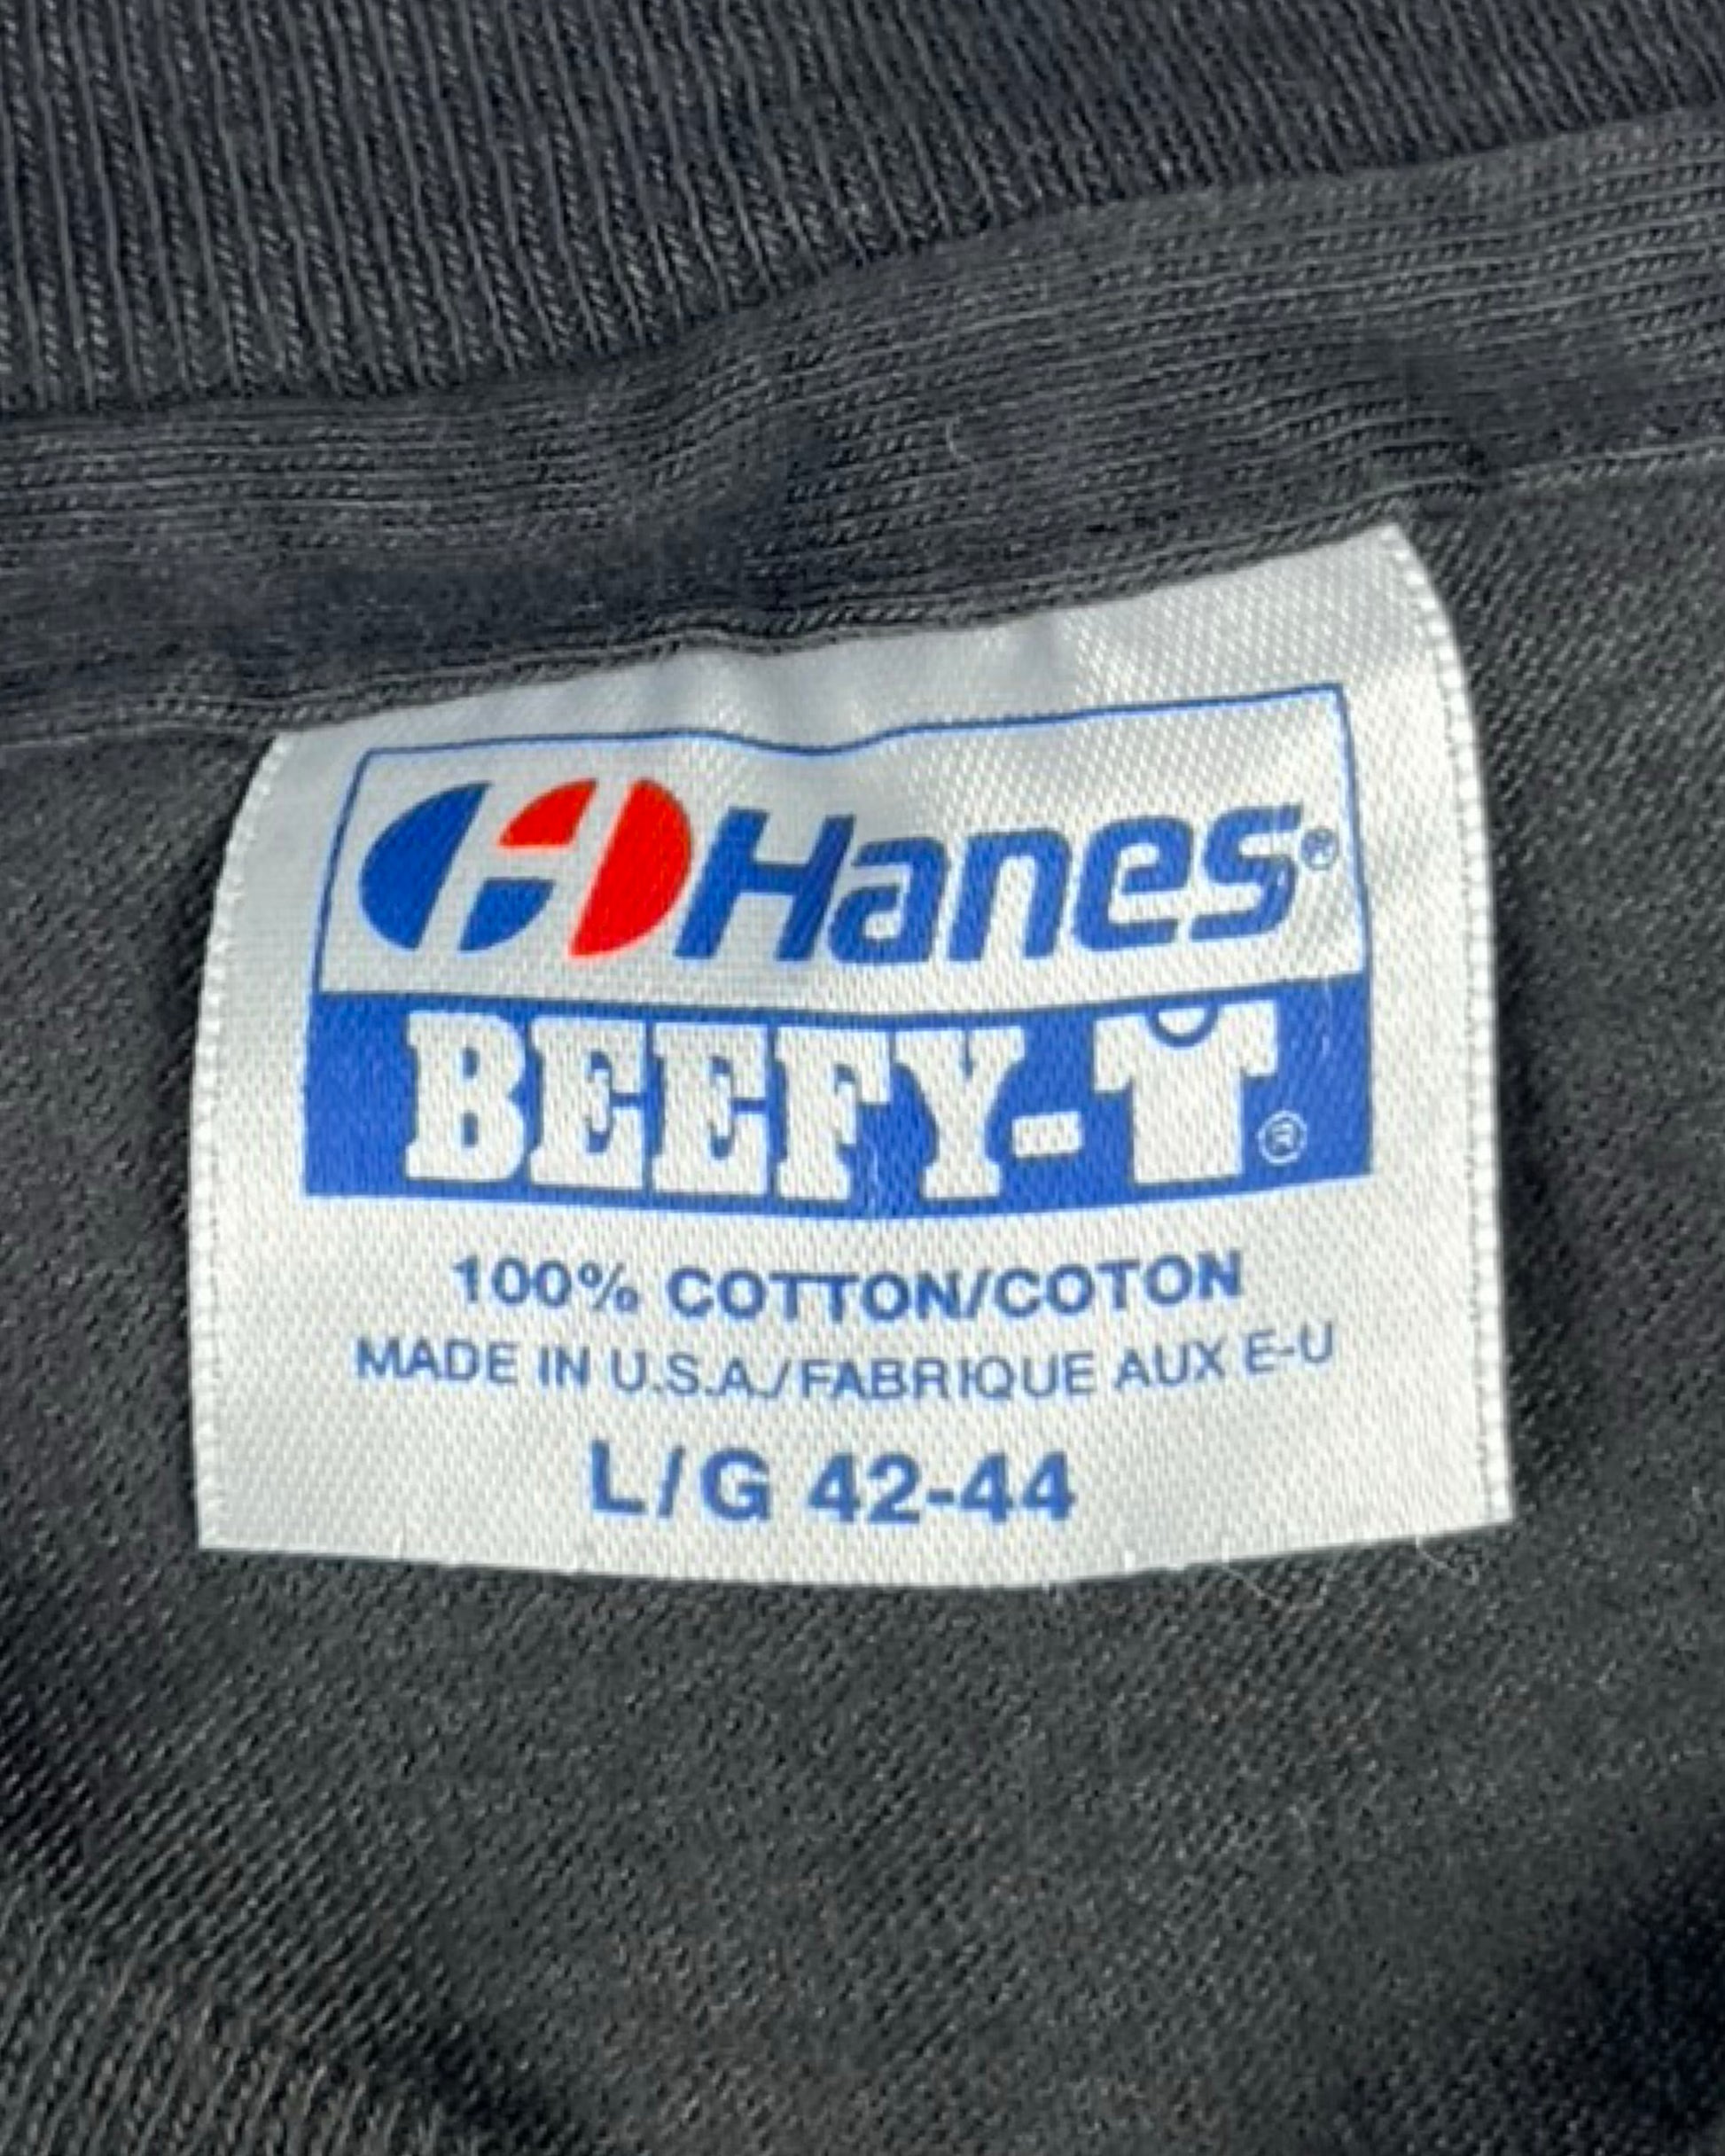 Hanes®
BEEFY-T®
100% COTTON/COTON
MADE IN U.S.A./FABRIQUE AUX E-U
L/G 42-44